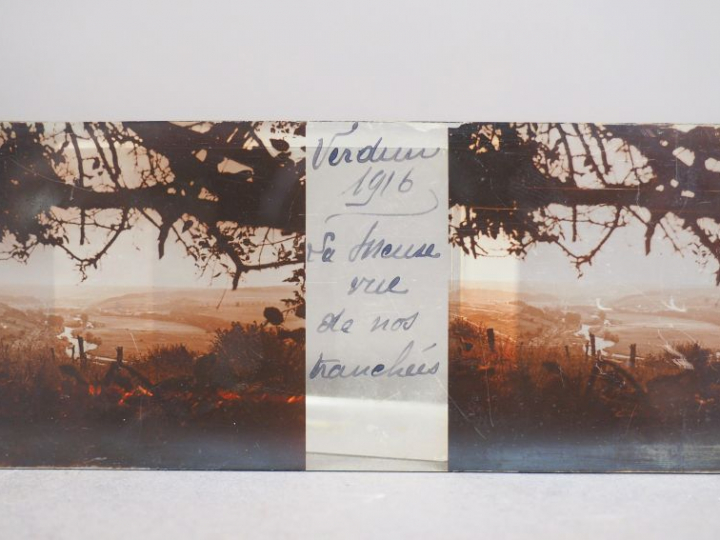 Verdun
1916
La Meuse
vue
de nos
tranchées